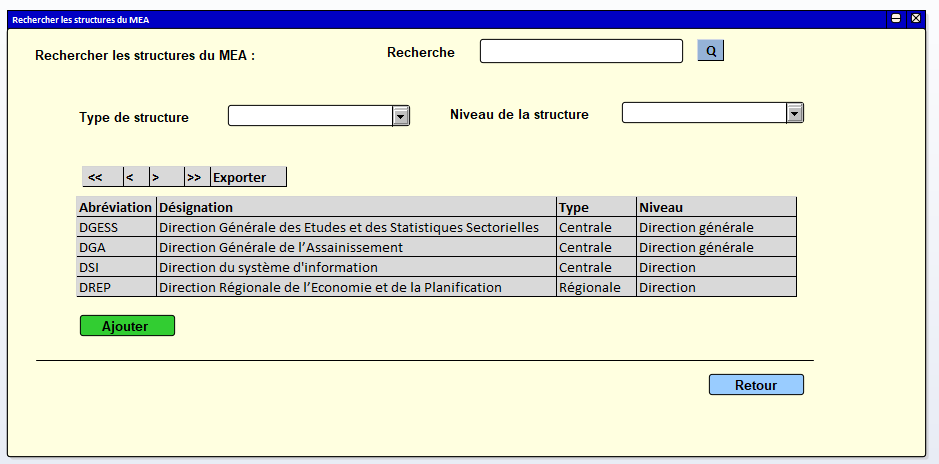 Rechercher les structures du MEA
Rechercher les structures du MEA :
Recherche
Q
Type de structure
Niveau de la structure
<< < > >> Exporter
Abréviation Désignation Type Niveau
DGESS Direction Générale des Etudes et des Statistiques Sectorielles Centrale Direction générale
DGA Direction Générale de l’Assainissement Centrale Direction générale
DSI Direction du système d'information Centrale Direction
DREP Direction Régionale de l’Economie et de la Planification Régionale Direction
Ajouter
Retour